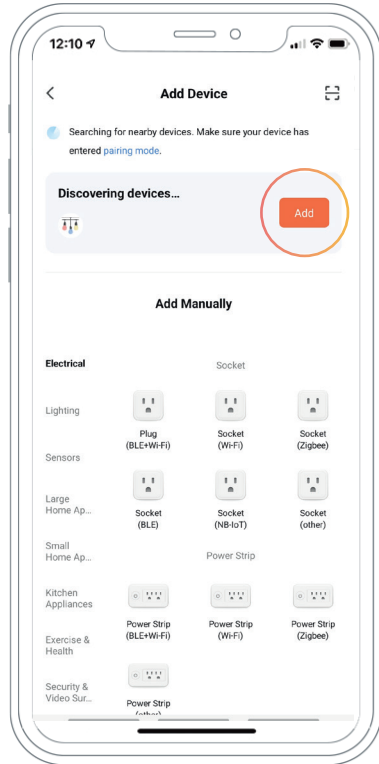 12:10
Add Device
Searching for nearby devices. Make sure your device has
entered pairing mode.
Discovering devices...
Add
Add Manually
Electrical
Socket
Lighting
Plug
(BLE+Wi-Fi)
Socket
(Wi-Fi)
Socket
(Zigbee)
Sensors
Large
Home Ap...
Socket
(BLE)
Socket
(NB-IoT)
Socket
(other)
Small
Home Ap...
Power Strip
Kitchen
Appliances
Power Strip
(BLE+Wi-Fi)
Power Strip
(Wi-Fi)
Power Strip
(Zigbee)
Exercise &
Health
Security &
Video Sur...
Power Strip
(other)